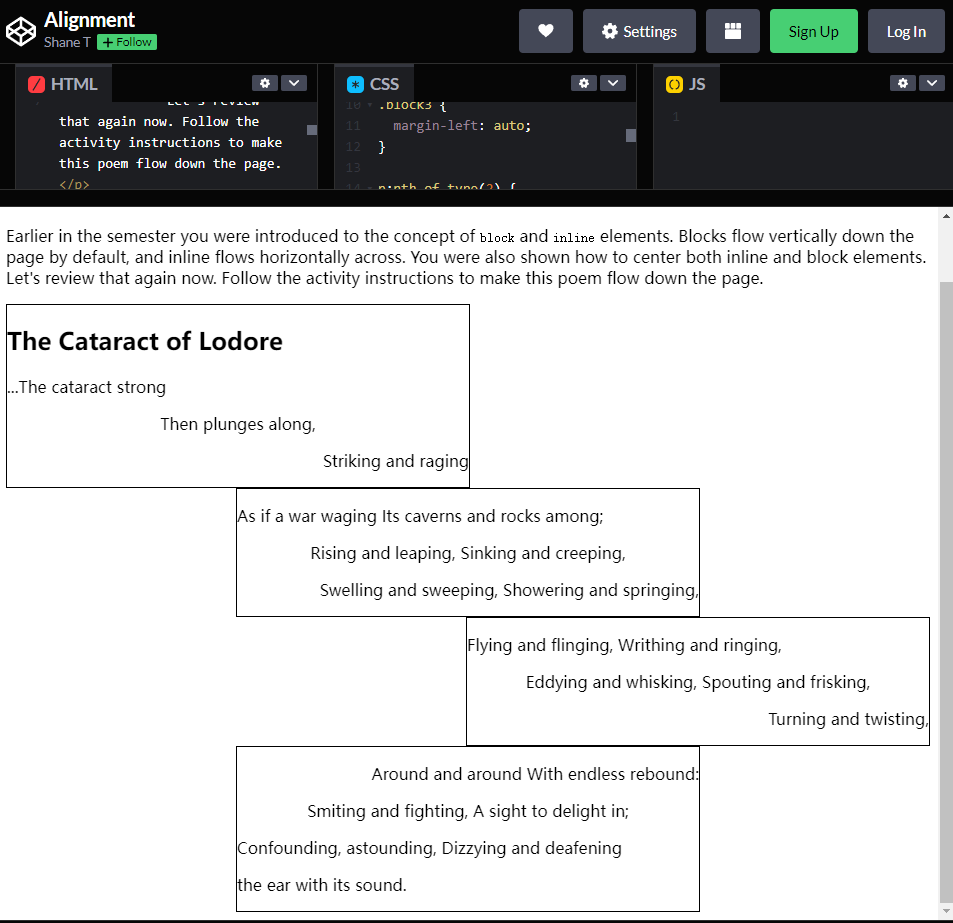 Alignment
Shane T + Follow
Settings
Sign Up
Log In
HTML
CSS
JS
7 Let's review
that again now. Follow the
activity instructions to make
this poem flow down the page.
</p>
10 .block3 {
11 margin-left: auto;
12 }
13
14 p:nth-of-type(2) {
1
Earlier in the semester you were introduced to the concept of block and inline elements. Blocks flow vertically down the
page by default, and inline flows horizontally across. You were also shown how to center both inline and block elements.
Let's review that again now. Follow the activity instructions to make this poem flow down the page.
The Cataract of Lodore
...The cataract strong
Then plunges along,
Striking and raging
As if a war waging Its caverns and rocks among;
Rising and leaping, Sinking and creeping,
Swelling and sweeping, Showering and springing,
Flying and flinging, Writhing and ringing,
Eddying and whisking, Spouting and frisking,
Turning and twisting,
Around and around With endless rebound:
Smiting and fighting, A sight to delight in;
Confounding, astounding, Dizzying and deafening
the ear with its sound.